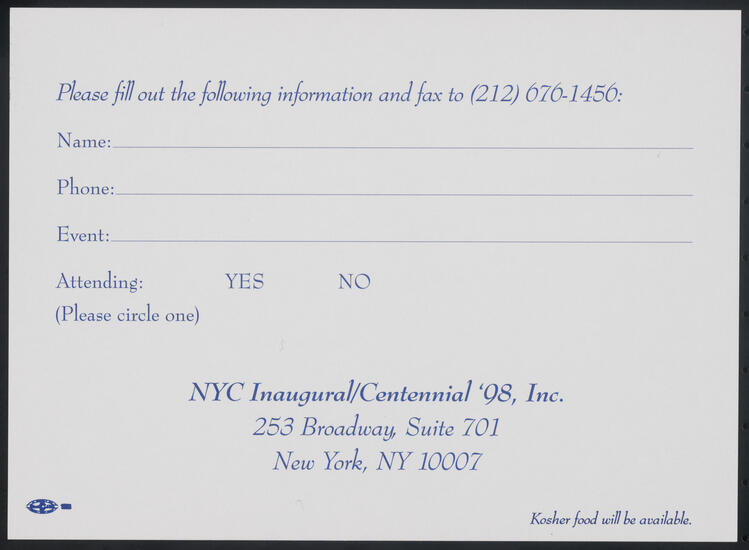 Please fill out the following information and fax to (212) 676-1456:
Name:
Phone:
Event:
Attending: YES NO
(Please circle one)
NYC Inaugural/Centennial '98, Inc.
253 Broadway, Suite 701
New York, NY 10007
Kosher food will be available.